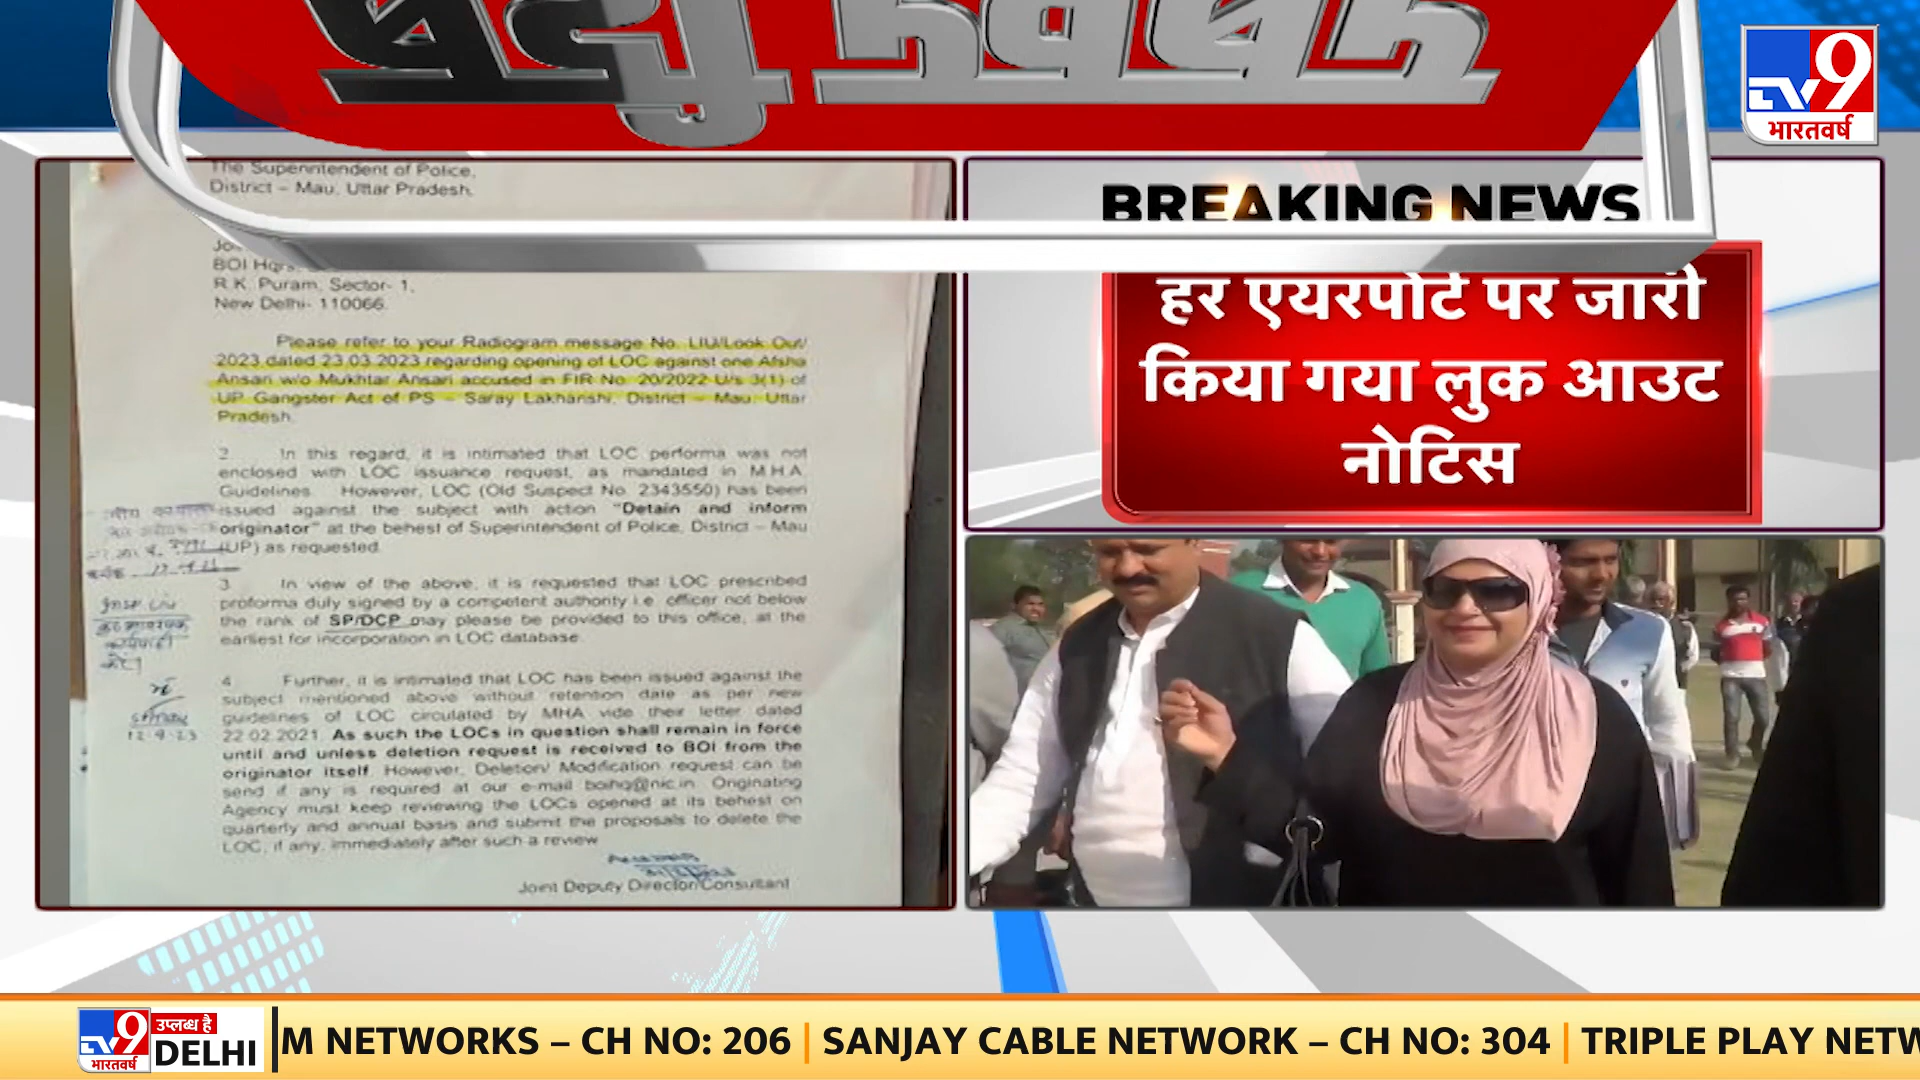 बड़ी खबर
TV9
भारतवर्ष
The Superintendent of Police,
District – Mau, Uttar Pradesh.
BOI Hqrs.
R.K. Puram, Sector- 1,
New Delhi- 110066.
Please refer to your Radiogram message No. LIU/Look Out/
2023 dated 23.03.2023 regarding opening of LOC against one Afsha
Ansari w/o Mukhtar Ansari accused in FIR No. 20/2022 U/s 3(1) of
UP Gangster Act of PS – Saray Lakhanshi, District – Mau, Uttar
Pradesh.
2. In this regard, it is intimated that LOC performa was not
enclosed with LOC issuance request, as mandated in M.H.A.
Guidelines. However, LOC (Old Suspect No. 2343550) has been
issued against the subject with action "Detain and inform
originator" at the behest of Superintendent of Police, District – Mau
(UP) as requested.
3. In view of the above, it is requested that LOC prescribed
proforma duly signed by a competent authority i.e. officer not below
the rank of SP/DCP may please be provided to this office, at the
earliest for incorporation in LOC database.
4. Further, it is intimated that LOC has been issued against the
subject mentioned above without retention date as per new
guidelines of LOC circulated by MHA vide their letter dated
22.02.2021. As such the LOCs in question shall remain in force
until and unless deletion request is received to BOI from the
originator itself. However, Deletion/ Modification request can be
send if any is required at our e-mail boihq@nic.in. Originating
Agency must keep reviewing the LOCs opened at its behest on
quarterly and annual basis and submit the proposals to delete the
LOC, if any, immediately after such a review.
Joint Deputy Director/Consultant
BREAKING NEWS
हर एयरपोर्ट पर जारी
किया गया लुक आउट
नोटिस
TV9 भारतवर्ष उपलब्ध है DELHI M NETWORKS – CH NO: 206 | SANJAY CABLE NETWORK – CH NO: 304 | TRIPLE PLAY NETW